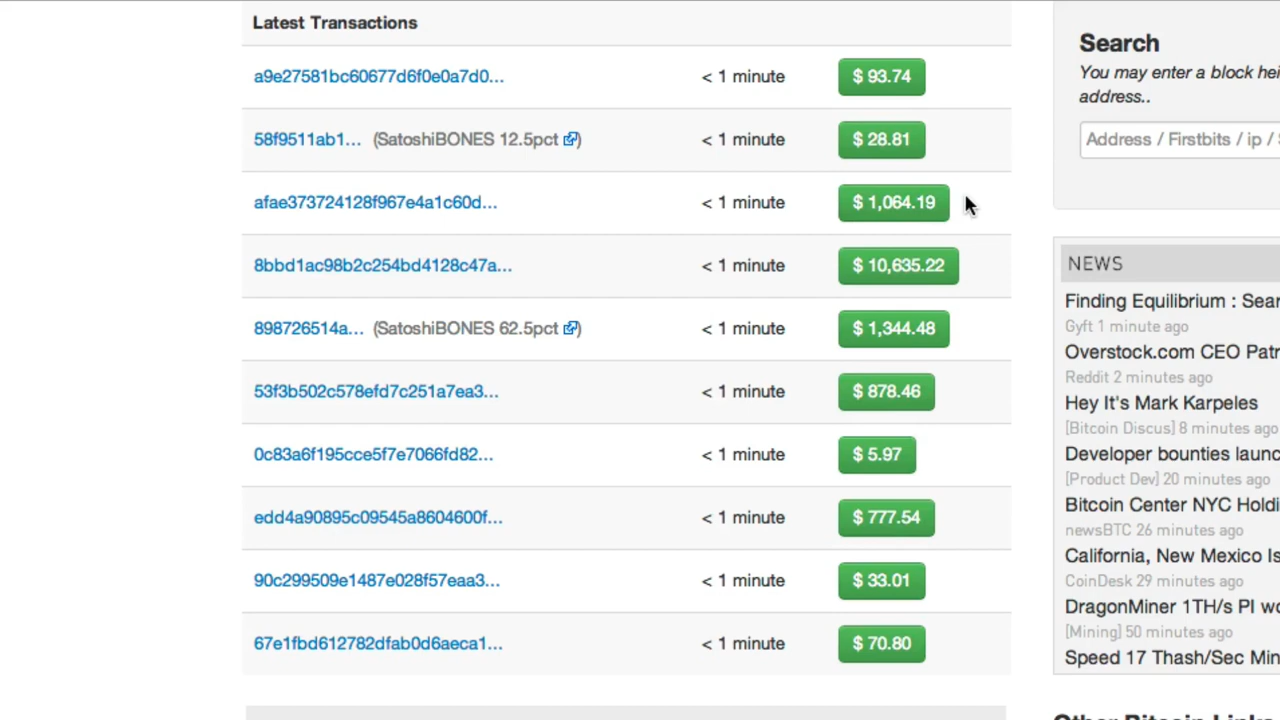 Latest Transactions
a9e27581bc60677d6f0e0a7d0... < 1 minute $ 93.74
58f9511ab1... (SatoshiBONES 12.5pct) < 1 minute $ 28.81
afae373724128f967e4a1c60d... < 1 minute $ 1,064.19
8bbd1ac98b2c254bd4128c47a... < 1 minute $ 10,635.22
898726514a... (SatoshiBONES 62.5pct) < 1 minute $ 1,344.48
53f3b502c578efd7c251a7ea3... < 1 minute $ 878.46
0c83a6f195cce5f7e7066fd82... < 1 minute $ 5.97
edd4a90895c09545a8604600f... < 1 minute $ 777.54
90c299509e1487e028f57eaa3... < 1 minute $ 33.01
67e1fbd612782dfab0d6aeca1... < 1 minute $ 70.80
Search
You may enter a block hei
address..
Address / Firstbits / ip /
NEWS
Finding Equilibrium : Sear
Gyft 1 minute ago
Overstock.com CEO Patr
Reddit 2 minutes ago
Hey It's Mark Karpeles
[Bitcoin Discus] 8 minutes ago
Developer bounties launc
[Product Dev] 20 minutes ago
Bitcoin Center NYC Holdi
newsBTC 26 minutes ago
California, New Mexico Is
CoinDesk 29 minutes ago
DragonMiner 1TH/s PI wo
[Mining] 50 minutes ago
Speed 17 Thash/Sec Min
Other Bitcoin Links